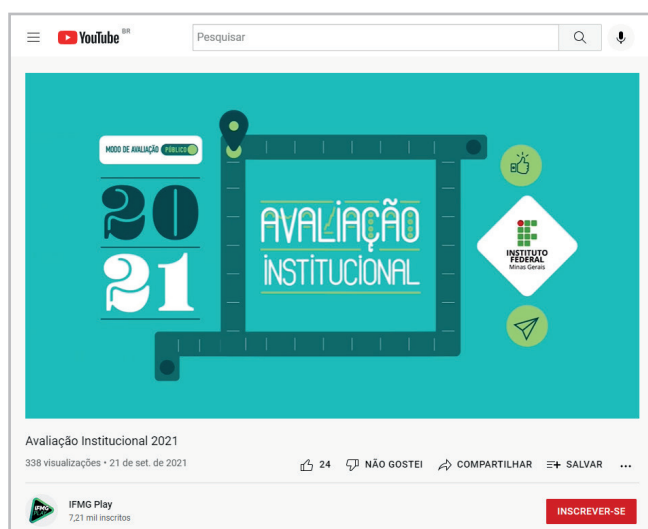 YouTube BR
Pesquisar
MODO DE AVALIAÇÃO PÚBLICO
20
21
AVALIAÇÃO
INSTITUCIONAL
INSTITUTO
FEDERAL
Minas Gerais
Avaliação Institucional 2021
338 visualizações • 21 de set. de 2021
24 NÃO GOSTEI COMPARTILHAR SALVAR ...
IFMG
PLAY
IFMG Play
7,21 mil inscritos
INSCREVER-SE